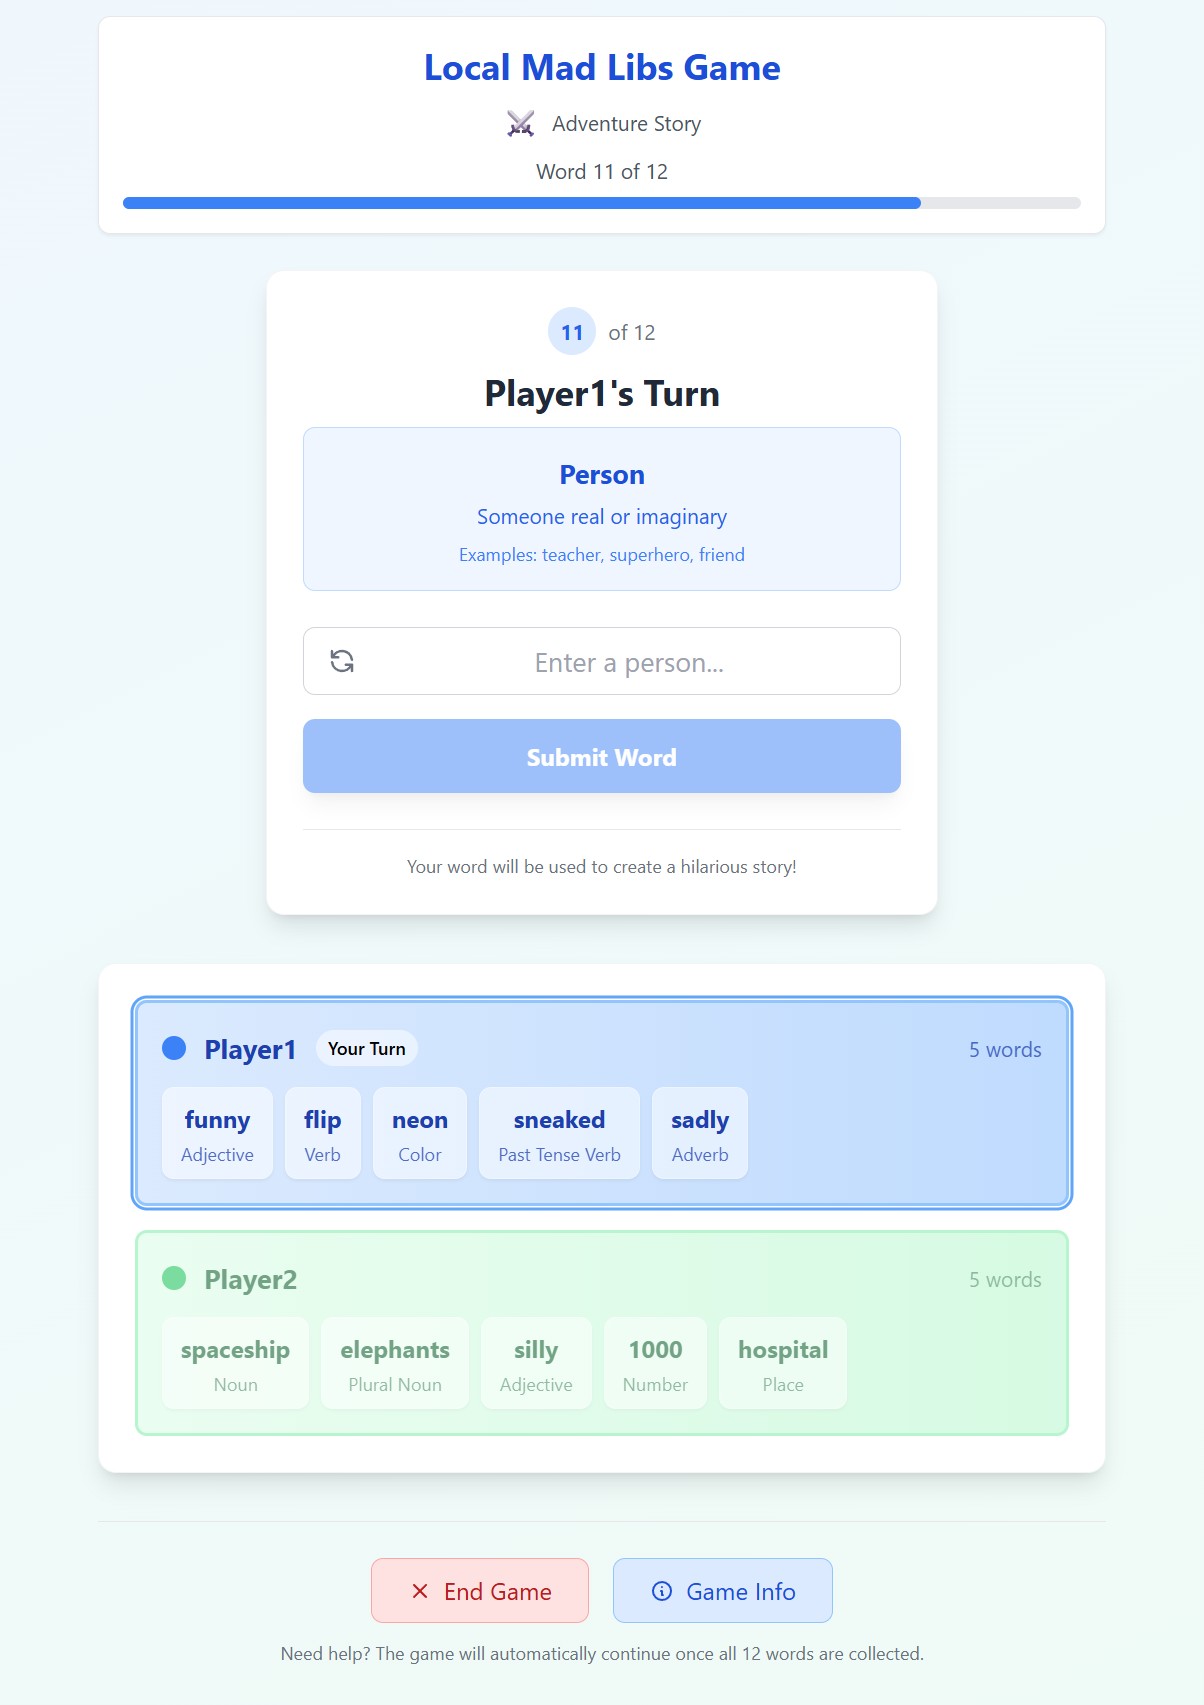 Local Mad Libs Game
Adventure Story
Word 11 of 12
11 of 12
Player1's Turn
Person
Someone real or imaginary
Examples: teacher, superhero, friend
Enter a person...
Submit Word
Your word will be used to create a hilarious story!
Player1 Your Turn 5 words
funny flip neon sneaked sadly
Adjective Verb Color Past Tense Verb Adverb
Player2 5 words
spaceship elephants silly 1000 hospital
Noun Plural Noun Adjective Number Place
End Game Game Info
Need help? The game will automatically continue once all 12 words are collected.